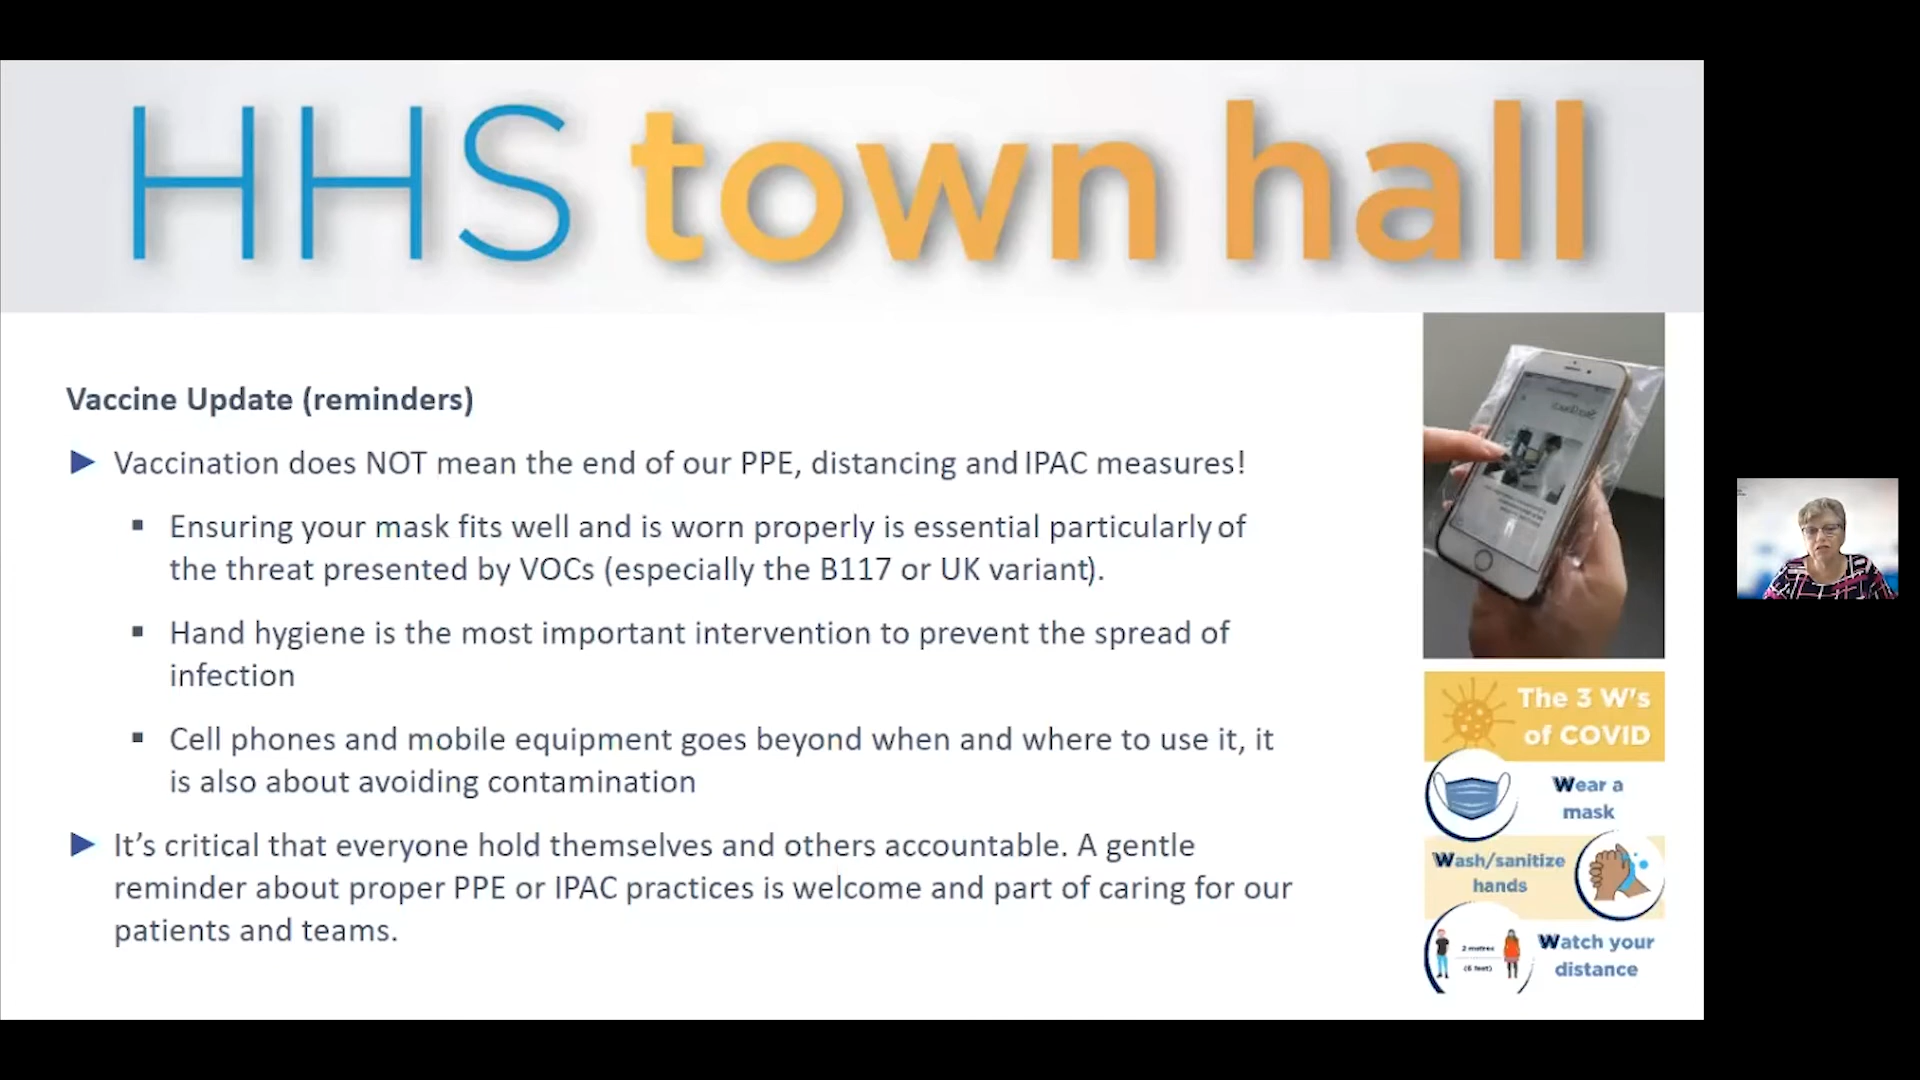 HHS town hall
Vaccine Update (reminders)
► Vaccination does NOT mean the end of our PPE, distancing and IPAC measures!
▪ Ensuring your mask fits well and is worn properly is essential particularly of
the threat presented by VOCs (especially the B117 or UK variant).
▪ Hand hygiene is the most important intervention to prevent the spread of
infection
▪ Cell phones and mobile equipment goes beyond when and where to use it, it
is also about avoiding contamination
► It’s critical that everyone hold themselves and others accountable. A gentle
reminder about proper PPE or IPAC practices is welcome and part of caring for our
patients and teams.
The 3 W's
of COVID
Wear a
mask
Wash/sanitize
hands
2 metres
(6 feet)
Watch your
distance